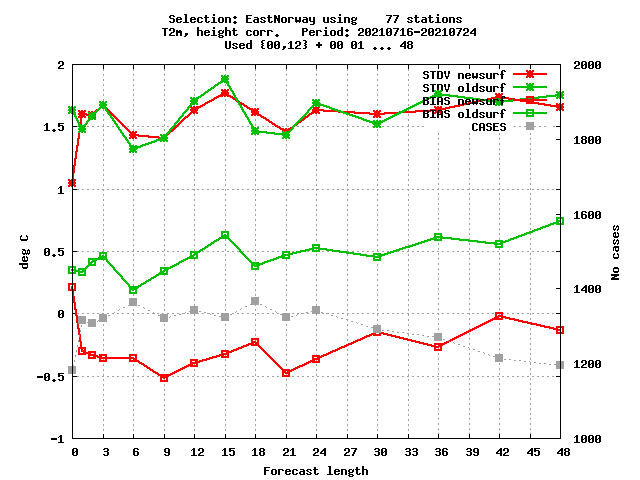 Selection: EastNorway using    77 stations
T2m, height corr.   Period: 20210716-20210724
Used {00,12} + 00 01 ... 48
STDV newsurf
STDV oldsurf
BIAS newsurf
BIAS oldsurf
CASES
2
1.5
1
0.5
0
-0.5
-1
deg C
2000
1800
1600
1400
1200
1000
No cases
0 3 6 9 12 15 18 21 24 27 30 33 36 39 42 45 48
Forecast length